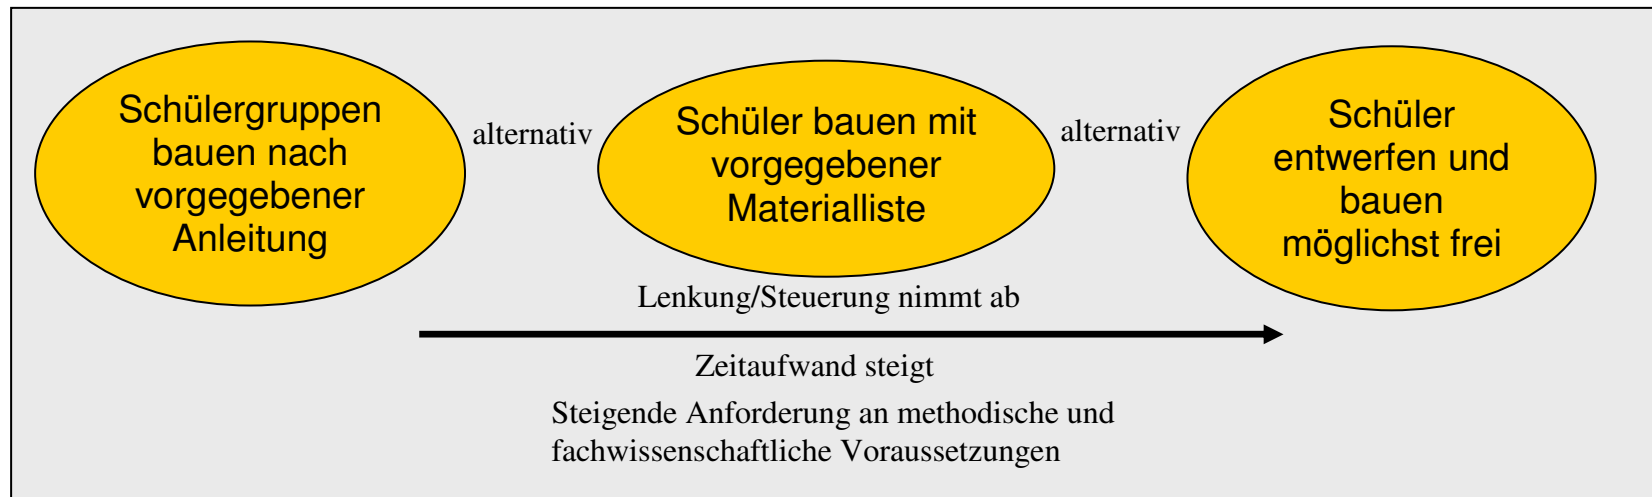 Schülergruppen
bauen nach
vorgegebener
Anleitung
alternativ
Schüler bauen mit
vorgegebener
Materialliste
alternativ
Schüler
entwerfen und
bauen
möglichst frei
Lenkung/Steuerung nimmt ab
Zeitaufwand steigt
Steigende Anforderung an methodische und
fachwissenschaftliche Voraussetzungen